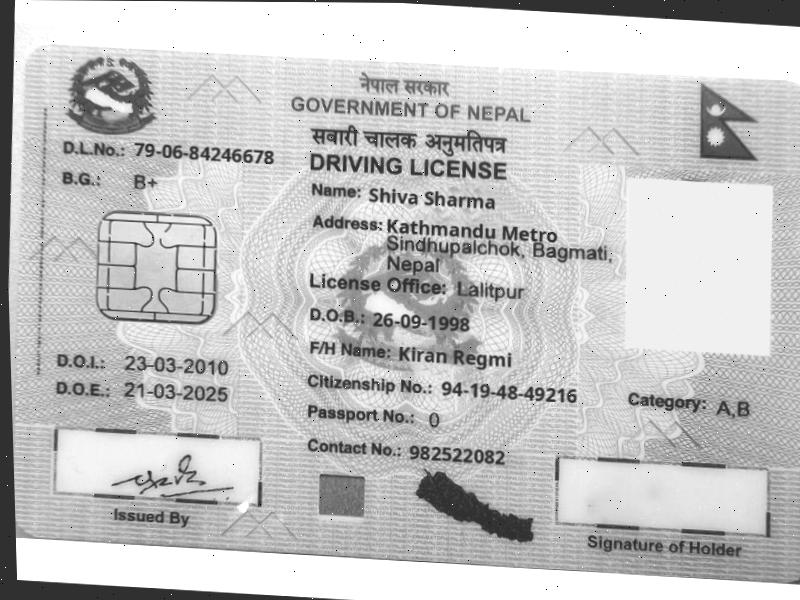 नेपाल सरकार
GOVERNMENT OF NEPAL
सवारी चालक अनुमतिपत्र
DRIVING LICENSE
D.L.No.: 79-06-84246678
B.G.: B+
Name: Shiva Sharma
Address: Kathmandu Metro
Sindhupalchok, Bagmati,
Nepal
License Office: Lalitpur
D.O.B.: 26-09-1998
F/H Name: Kiran Regmi
D.O.I.: 23-03-2010
D.O.E.: 21-03-2025
Citizenship No.: 94-19-48-49216
Category: A,B
Passport No.: 0
Contact No.: 982522082
Issued By
Signature of Holder